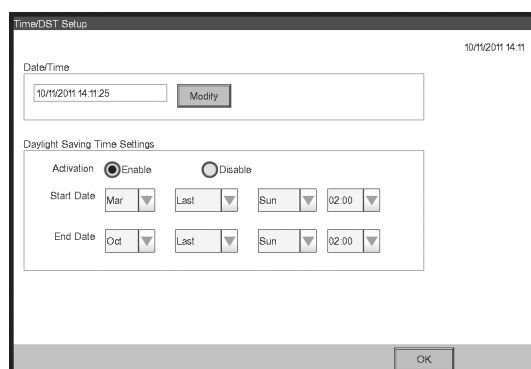 Time/DST Setup
10/11/2011 14:11
Date/Time
10/11/2011 14:11:25
Modify
Daylight Saving Time Settings
Activation Enable Disable
Start Date Mar Last Sun 02:00
End Date Oct Last Sun 02:00
OK